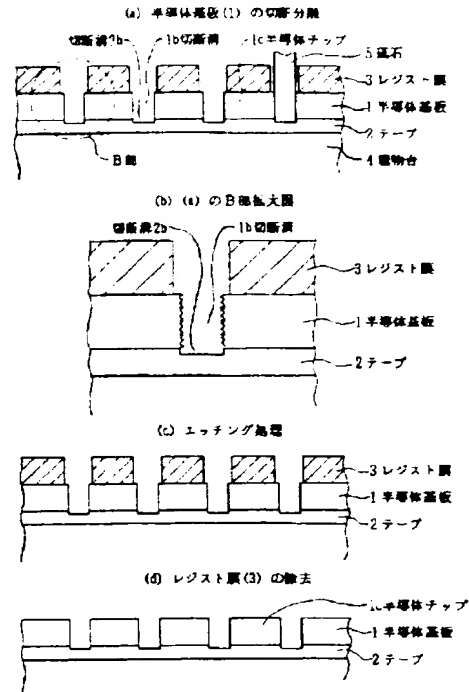 (a) 半導体基板(1)の切断分離
切断溝2b
1b切断溝
1c半導体チップ
5砥石
3レジスト膜
1半導体基板
2テープ
B部
4載物台
(b) (a)のB部拡大図
切断溝2b
1b切断溝
3レジスト膜
1半導体基板
2テープ
(c) エッチング処理
3レジスト膜
1半導体基板
2テープ
(d) レジスト膜(3)の除去
1c半導体チップ
1半導体基板
2テープ